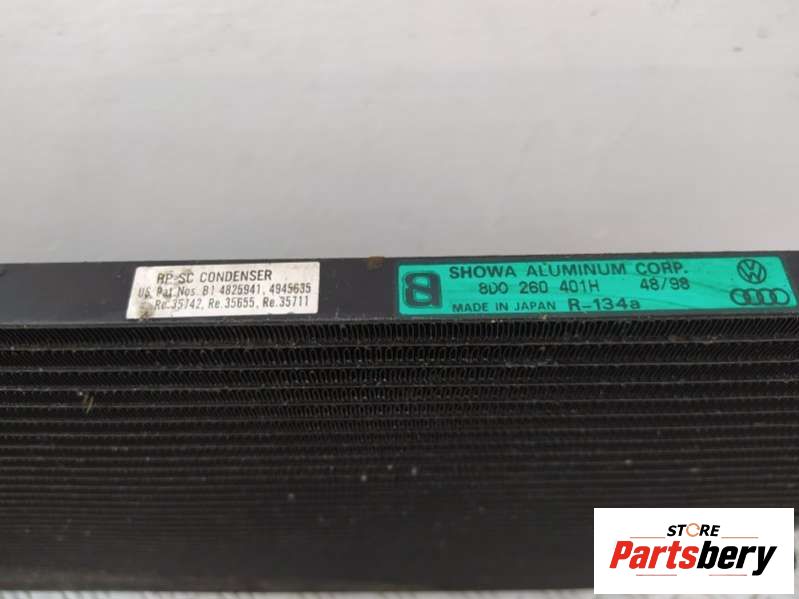 RP-SC CONDENSER
US. Pat. Nos. B1 4825941, 4945635
Re.35742, Re.35655, Re.35711
SHOWA ALUMINUM CORP.
8D0 260 401H 48/98
MADE IN JAPAN R-134a
STORE
Partsbery